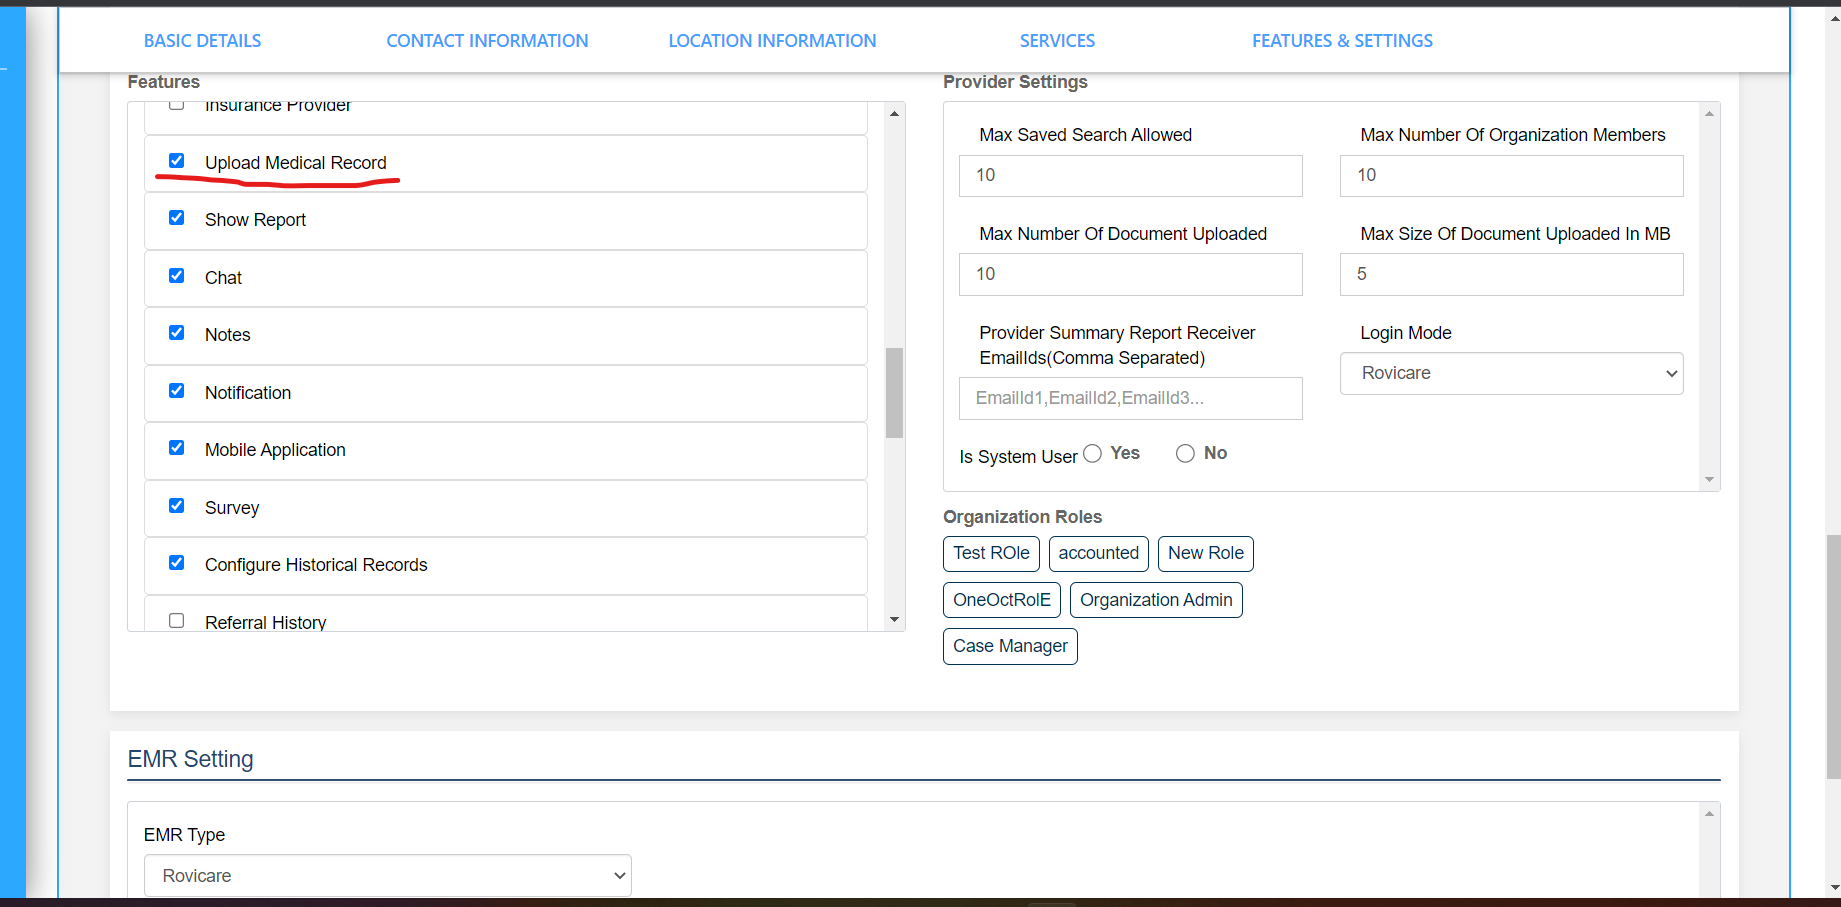 BASIC DETAILS
CONTACT INFORMATION
LOCATION INFORMATION
SERVICES
FEATURES & SETTINGS
Features
Insurance Provider
Upload Medical Record
Show Report
Chat
Notes
Notification
Mobile Application
Survey
Configure Historical Records
Referral History
Provider Settings
Max Saved Search Allowed
10
Max Number Of Organization Members
10
Max Number Of Document Uploaded
10
Max Size Of Document Uploaded In MB
5
Provider Summary Report Receiver
EmailIds(Comma Separated)
EmailId1,EmailId2,EmailId3...
Login Mode
Rovicare
Is System User Yes No
Organization Roles
Test ROle accounted New Role
OneOctRolE Organization Admin
Case Manager
EMR Setting
EMR Type
Rovicare